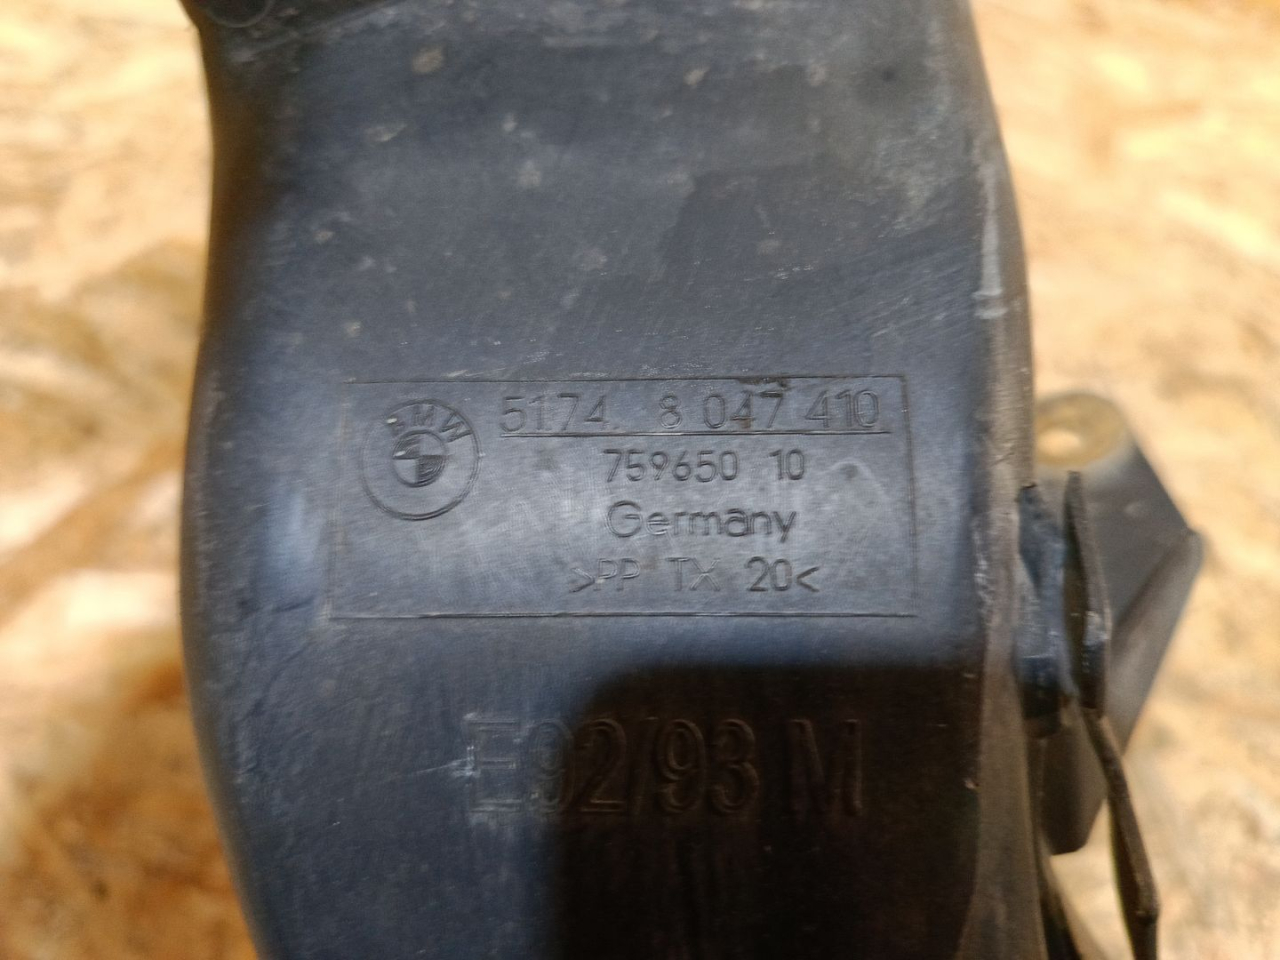 BMW
5174. 8 047 410
759650 10
Germany
>PP TX 20<
E92/93 M